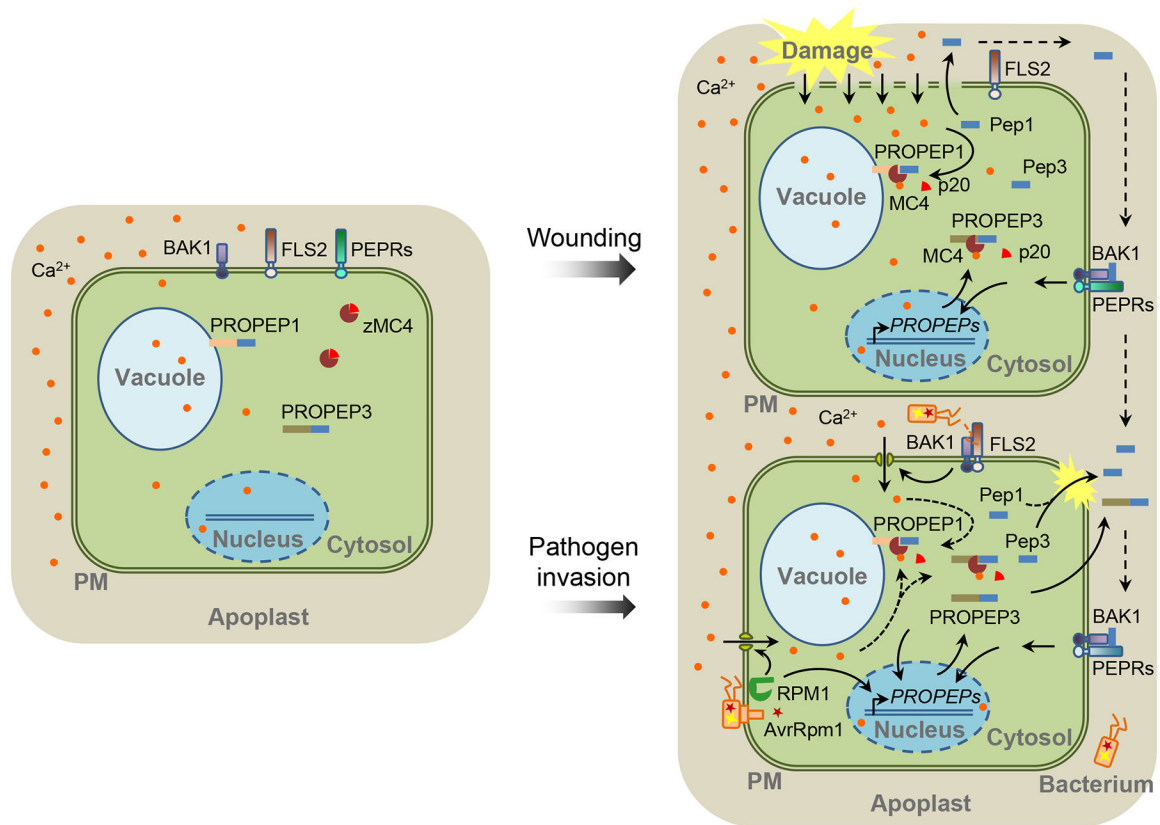 Ca2+
BAK1
FLS2
PEPRs
PROPEP1
zMC4
Vacuole
PROPEP3
Nucleus
Cytosol
PM
Apoplast
Wounding
Pathogen
invasion
Damage
Ca2+
FLS2
Pep1
PROPEP1
Pep3
Vacuole
MC4
p20
PROPEP3
MC4
p20
BAK1
PEPRs
PROPEPs
Nucleus
Cytosol
PM
Ca2+
BAK1
FLS2
Pep1
PROPEP1
Pep3
Vacuole
PROPEP3
BAK1
PEPRs
RPM1
PROPEPs
AvrRpm1
Nucleus
Cytosol
PM
Bacterium
Apoplast